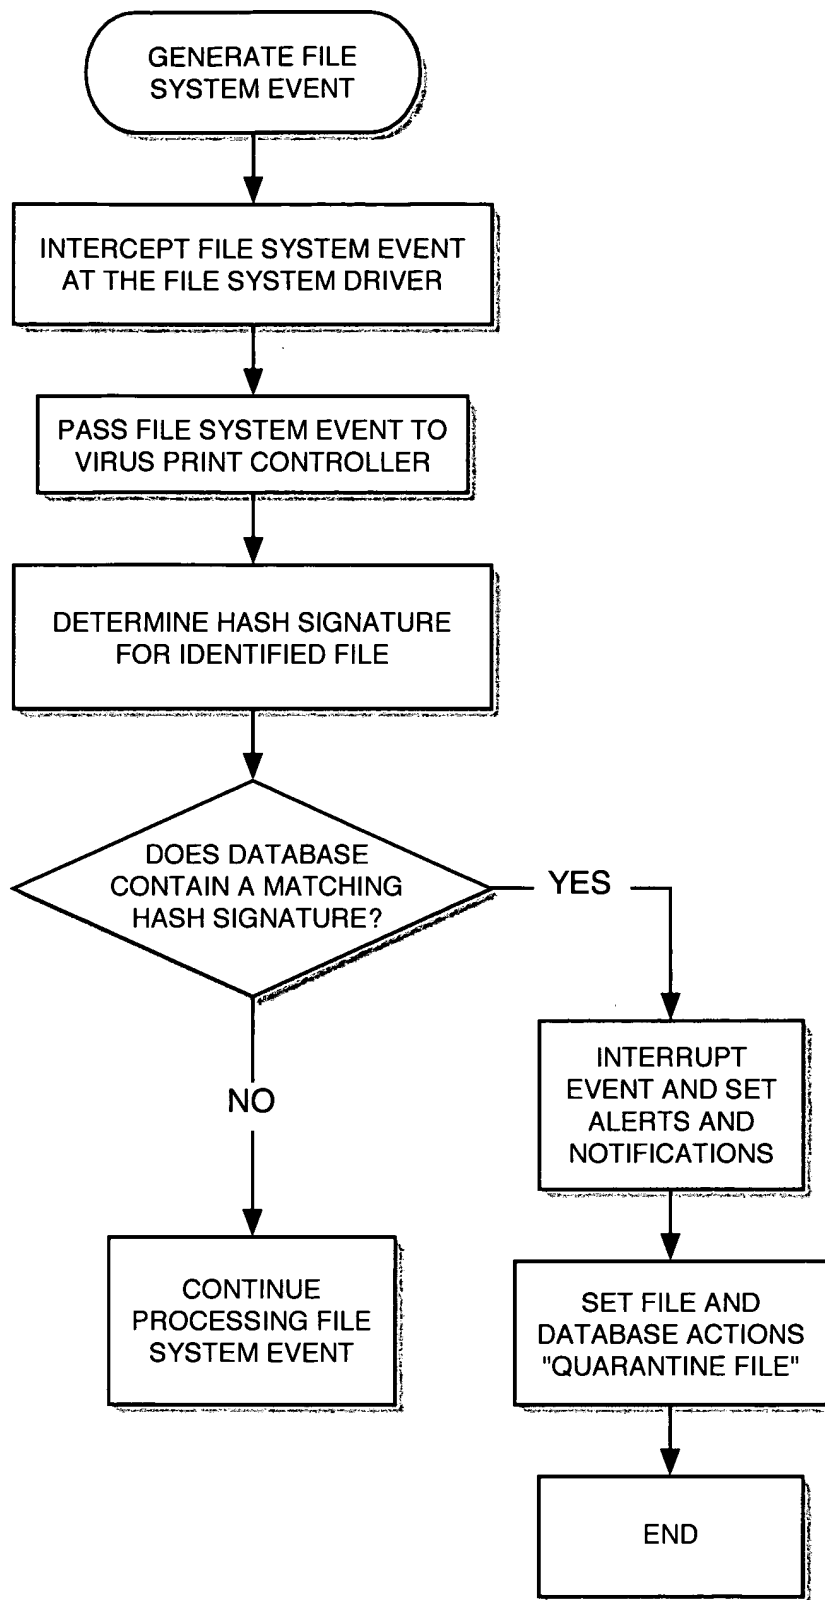 GENERATE FILE
SYSTEM EVENT
INTERCEPT FILE SYSTEM EVENT
AT THE FILE SYSTEM DRIVER
PASS FILE SYSTEM EVENT TO
VIRUS PRINT CONTROLLER
DETERMINE HASH SIGNATURE
FOR IDENTIFIED FILE
DOES DATABASE
CONTAIN A MATCHING
HASH SIGNATURE?
YES
INTERRUPT
EVENT AND SET
ALERTS AND
NOTIFICATIONS
NO
CONTINUE
PROCESSING FILE
SYSTEM EVENT
SET FILE AND
DATABASE ACTIONS
"QUARANTINE FILE"
END